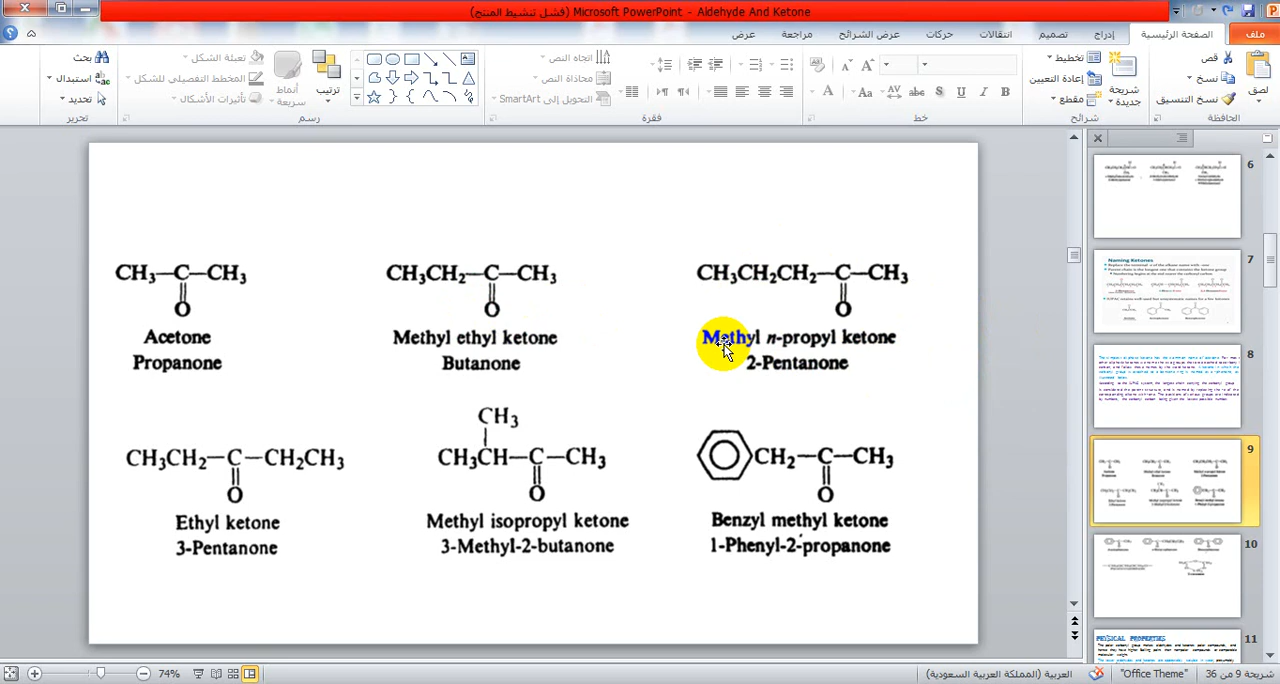 Microsoft PowerPoint - Aldehyde And Ketone (فشل تنشيط المنتج)
ملف
الصفحة الرئيسية
إدراج
تصميم
انتقالات
حركات
عرض الشرائح
مراجعة
عرض
قص
نسخ
نسخ التنسيق
لصق
الحافظة
تخطيط
إعادة التعيين
مقطع
شريحة جديدة
شرائح
خط
اتجاه النص
محاذاة النص
التحويل إلى SmartArt
فقرة
ترتيب
أنماط سريعة
تعبئة الشكل
المخطط التفصيلي للشكل
تأثيرات الأشكال
رسم
بحث
استبدال
تحديد
تحرير
CH3—C—CH3
O
Acetone
Propanone
CH3CH2—C—CH3
O
Methyl ethyl ketone
Butanone
CH3CH2CH2—C—CH3
O
Methyl n-propyl ketone
2-Pentanone
CH3CH2—C—CH2CH3
O
Ethyl ketone
3-Pentanone
CH3
CH3CH—C—CH3
O
Methyl isopropyl ketone
3-Methyl-2-butanone
CH2—C—CH3
O
Benzyl methyl ketone
1-Phenyl-2-propanone
6
7
Naming Ketones
8
9
10
11
PHYSICAL PROPERTIES
شريحة 9 من 36
"Office Theme"
العربية (المملكة العربية السعودية)
74%